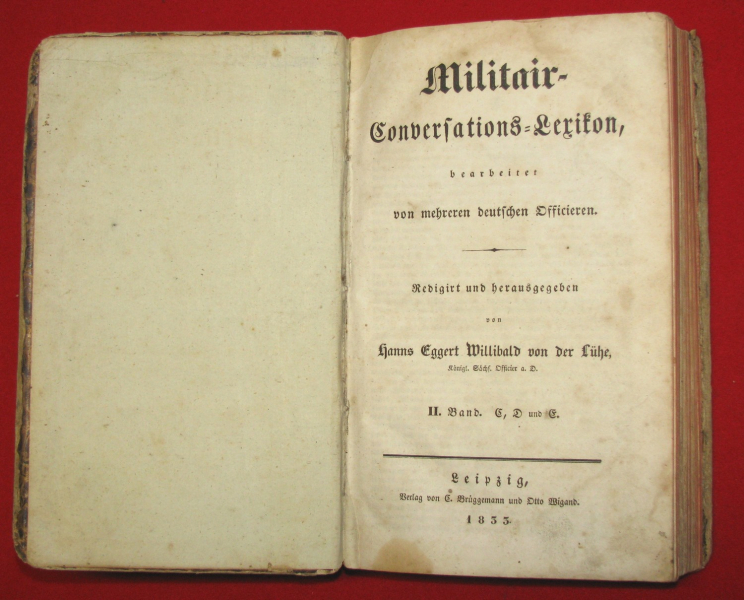 Militair-
Conversations-Lexikon,
bearbeitet
von mehreren deutschen Officieren.
Redigirt und herausgegeben
von
Hanns Eggert Willibald von der Lühe,
Königl. Sächs. Officier a. D.
II. Band. C, D und E.
Leipzig,
Verlag von C. Brüggemann und Otto Wigand.
1833.